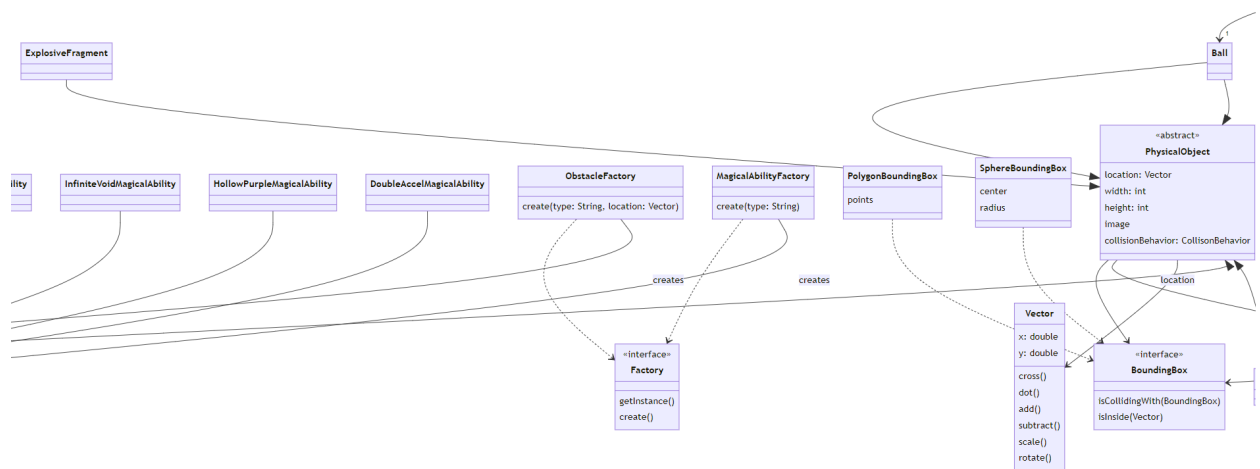 1
ExplosiveFragment
Ball
«abstract»
PhysicalObject
location: Vector
width: int
height: int
image
collisionBehavior: CollisonBehavior
ility
InfiniteVoidMagicalAbility
HollowPurpleMagicalAbility
DoubleAccelMagicalAbility
ObstacleFactory
create(type: String, location: Vector)
MagicalAbilityFactory
create(type: String)
PolygonBoundingBox
points
SphereBoundingBox
center
radius
creates
creates
location
Vector
x: double
y: double
cross()
dot()
add()
subtract()
scale()
rotate()
«interface»
Factory
getInstance()
create()
«interface»
BoundingBox
isCollidingWith(BoundingBox)
isInside(Vector)